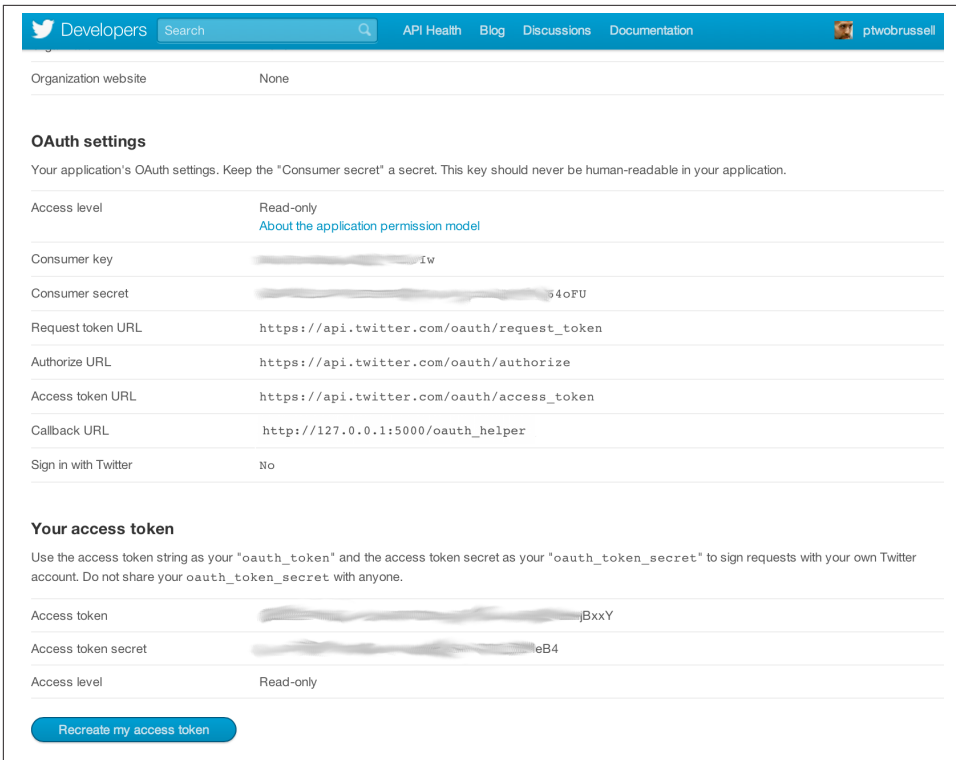 Developers Search API Health Blog Discussions Documentation ptwobrussell
Organization website None
OAuth settings
Your application's OAuth settings. Keep the "Consumer secret" a secret. This key should never be human-readable in your application.
Access level Read-only
About the application permission model
Consumer key Iw
Consumer secret 54oFU
Request token URL https://api.twitter.com/oauth/request_token
Authorize URL https://api.twitter.com/oauth/authorize
Access token URL https://api.twitter.com/oauth/access_token
Callback URL http://127.0.0.1:5000/oauth_helper
Sign in with Twitter No
Your access token
Use the access token string as your "oauth_token" and the access token secret as your "oauth_token_secret" to sign requests with your own Twitter
account. Do not share your oauth_token_secret with anyone.
Access token jBxxY
Access token secret eB4
Access level Read-only
Recreate my access token